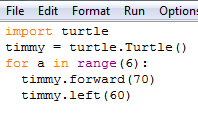 File Edit Format Run Options
import turtle
timmy = turtle.Turtle()
for a in range(6):
  timmy.forward(70)
  timmy.left(60)